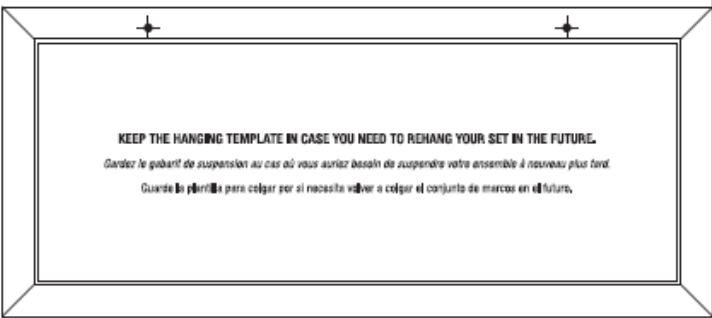 KEEP THE HANGING TEMPLATE IN CASE YOU NEED TO REHANG YOUR SET IN THE FUTURE.
Gardez le gabarit de suspension au cas où vous auriez besoin de suspendre votre ensemble à nouveau plus tard.
Guarde la plantilla para colgar por si necesita volver a colgar el conjunto de marcos en el futuro.